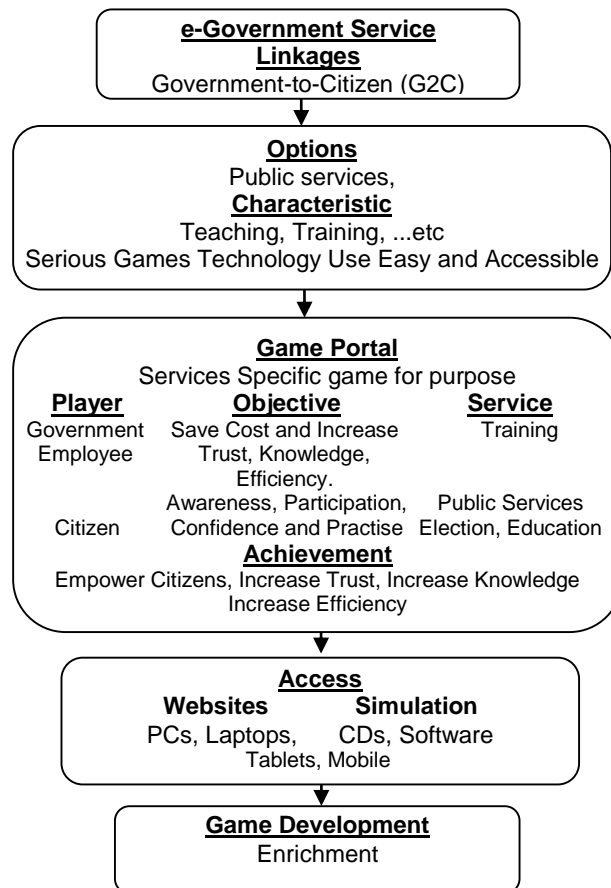 e-Government Service
Linkages
Government-to-Citizen (G2C)
Options
Public services,
Characteristic
Teaching, Training, ...etc
Serious Games Technology Use Easy and Accessible
Game Portal
Services Specific game for purpose
Player Objective Service
Government Save Cost and Increase Training
Employee Trust, Knowledge,
Efficiency.
Awareness, Participation, Public Services
Citizen Confidence and Practise Election, Education
Achievement
Empower Citizens, Increase Trust, Increase Knowledge
Increase Efficiency
Access
Websites Simulation
PCs, Laptops, CDs, Software
Tablets, Mobile
Game Development
Enrichment